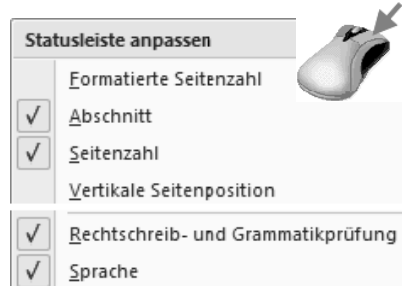 Statusleiste anpassen
Formatierte Seitenzahl
Abschnitt
Seitenzahl
Vertikale Seitenposition
Rechtschreib- und Grammatikprüfung
Sprache